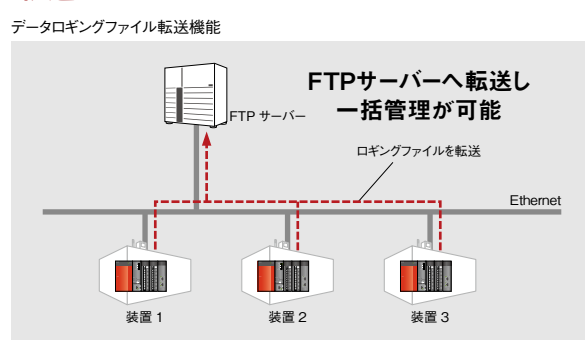 データロギングファイル転送機能
FTPサーバーへ転送し
一括管理が可能
FTP サーバー
ロギングファイルを転送
Ethernet
装置 1
装置 2
装置 3